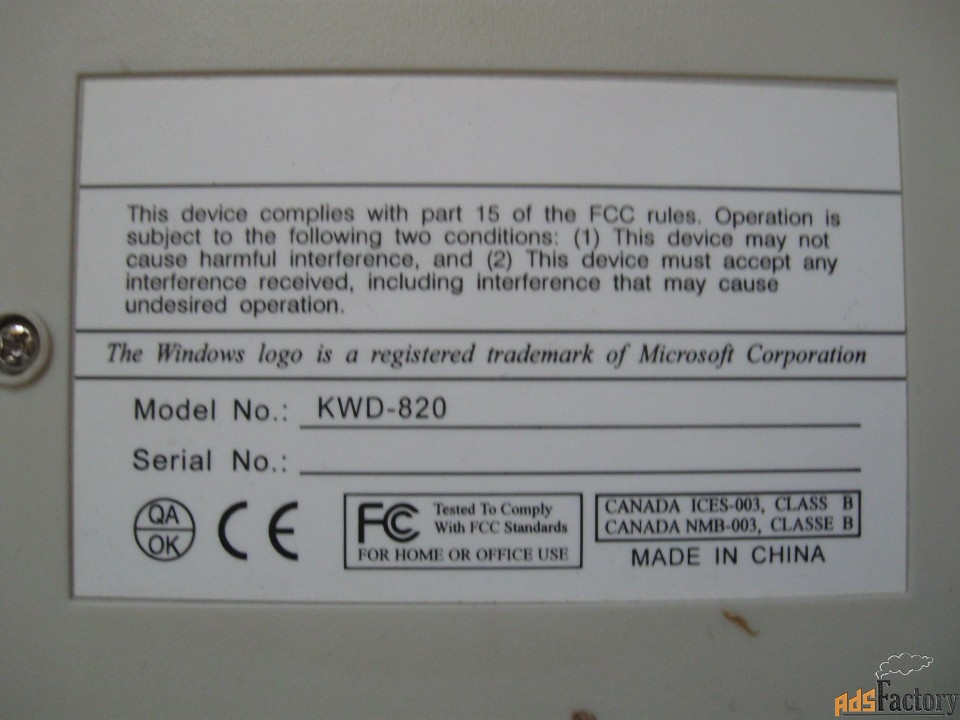 This device complies with part 15 of the FCC rules. Operation is
subject to the following two conditions: (1) This device may not
cause harmful interference, and (2) This device must accept any
interference received, including interference that may cause
undesired operation.
The Windows logo is a registered trademark of Microsoft Corporation
Model No.: KWD-820
Serial No.:
QA
OK
CE
FC Tested To Comply
With FCC Standards
FOR HOME OR OFFICE USE
CANADA ICES-003, CLASS B
CANADA NMB-003, CLASSE B
MADE IN CHINA
AdsFactory